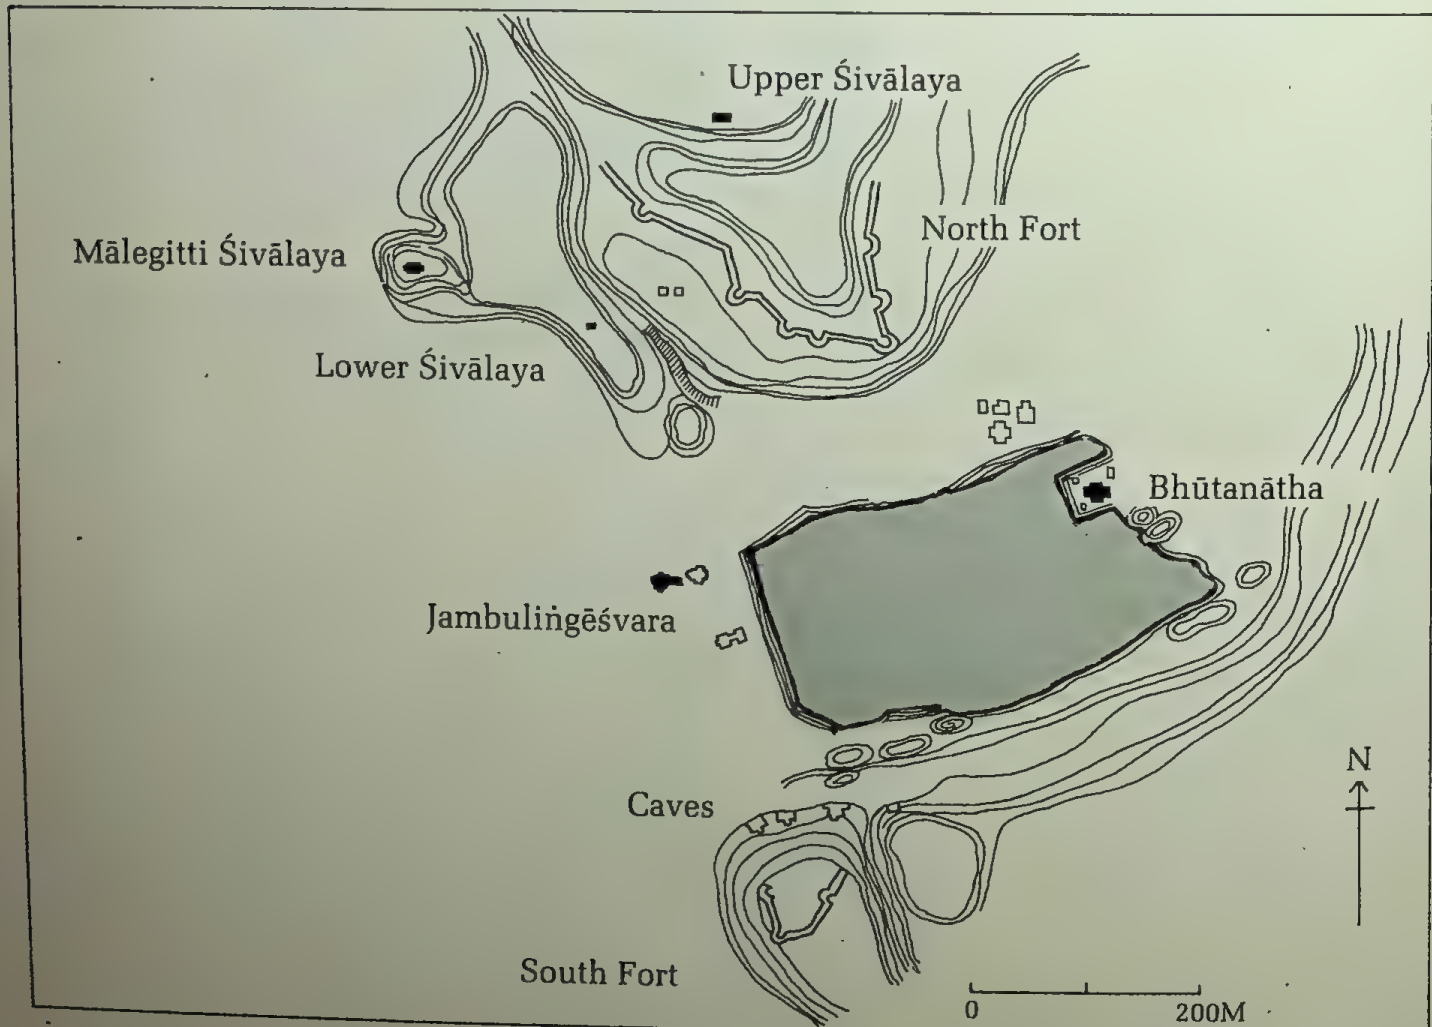 Upper Śivālaya
North Fort
Mālegitti Śivālaya
Lower Śivālaya
Bhūtanātha
Jambuliṅgēśvara
N
Caves
South Fort
0 200M